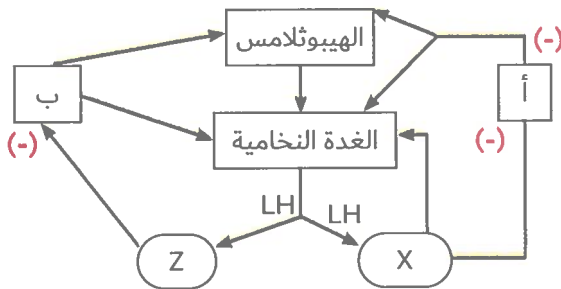 الهيبوثلامس
(-)
ب
أ
(-)
(-)
الغدة النخامية
LH
LH
Z
X